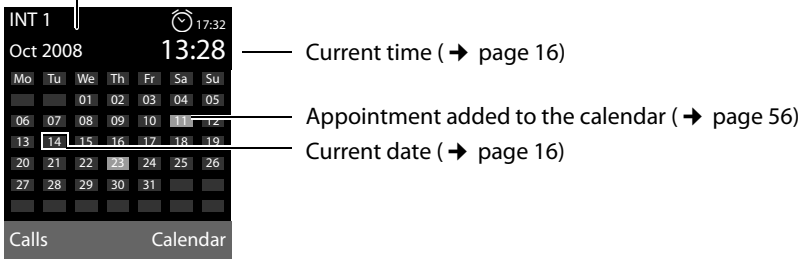 INT 1 17:32
Oct 2008 13:28
Mo Tu We Th Fr Sa Su
01 02 03 04 05
06 07 08 09 10 11 12
13 14 15 16 17 18 19
20 21 22 23 24 25 26
27 28 29 30 31
Calls Calendar
Current time ( ➜ page 16)
Appointment added to the calendar ( ➜ page 56)
Current date ( ➜ page 16)